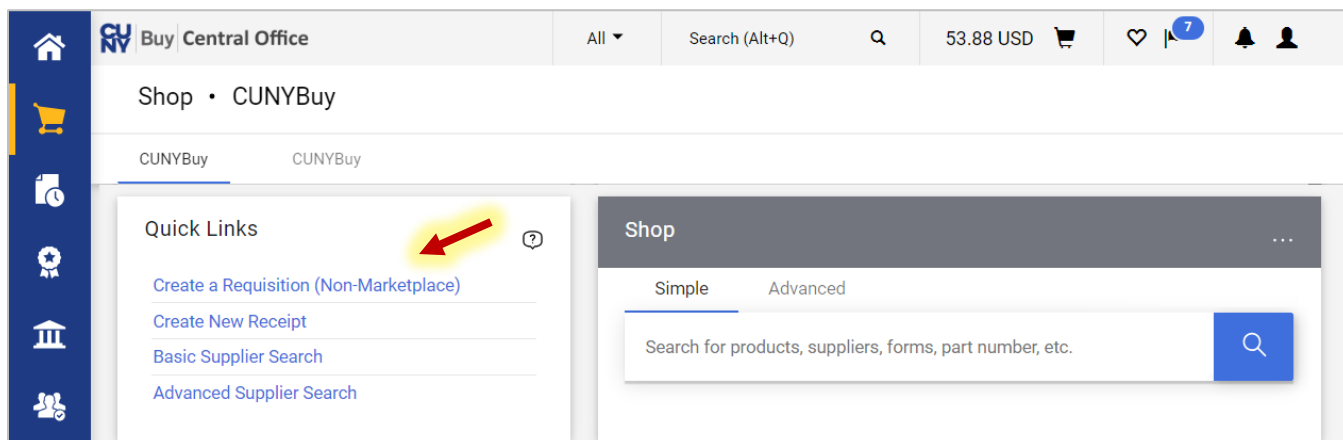 CU NY Buy Central Office All Search (Alt+Q) 53.88 USD 7
Shop • CUNYBuy
CUNYBuy CUNYBuy
Quick Links
Create a Requisition (Non-Marketplace)
Create New Receipt
Basic Supplier Search
Advanced Supplier Search
Shop ...
Simple Advanced
Search for products, suppliers, forms, part number, etc.